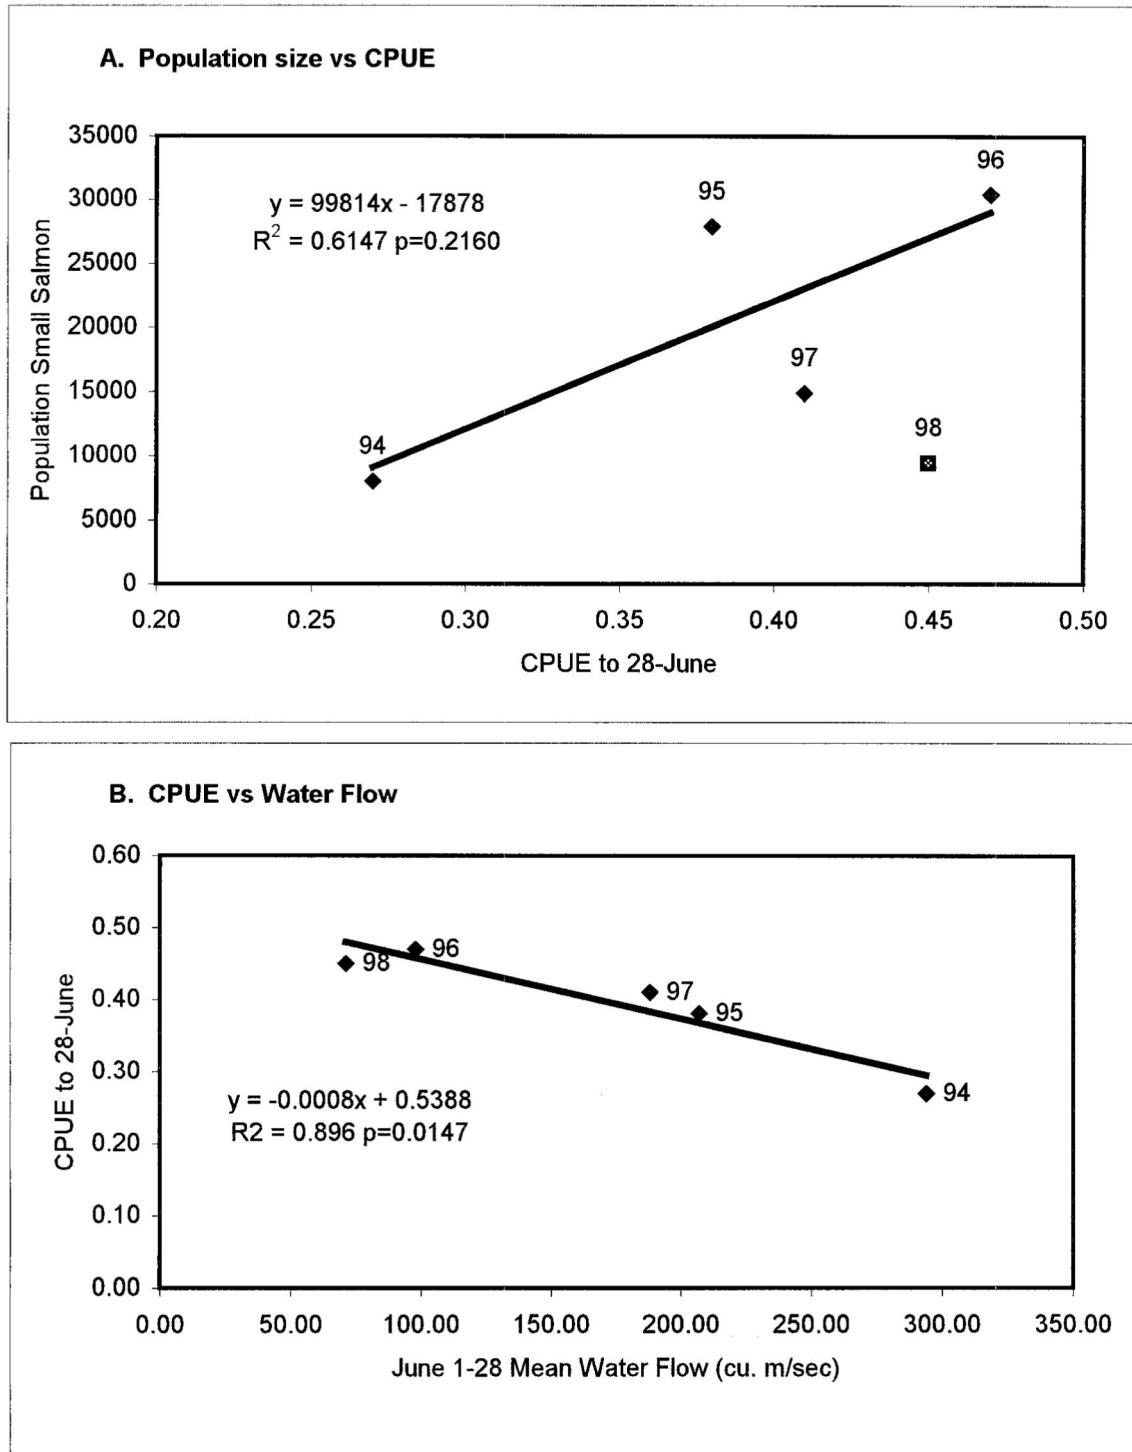 A. Population size vs CPUE
35000
30000
25000
20000
15000
10000
5000
0
Population Small Salmon
y = 99814x - 17878
R² = 0.6147 p=0.2160
94
95
96
97
98
0.20 0.25 0.30 0.35 0.40 0.45 0.50
CPUE to 28-June
B. CPUE vs Water Flow
0.60
0.50
0.40
0.30
0.20
0.10
0.00
CPUE to 28-June
98
96
97
95
94
y = -0.0008x + 0.5388
R2 = 0.896 p=0.0147
0.00 50.00 100.00 150.00 200.00 250.00 300.00 350.00
June 1-28 Mean Water Flow (cu. m/sec)